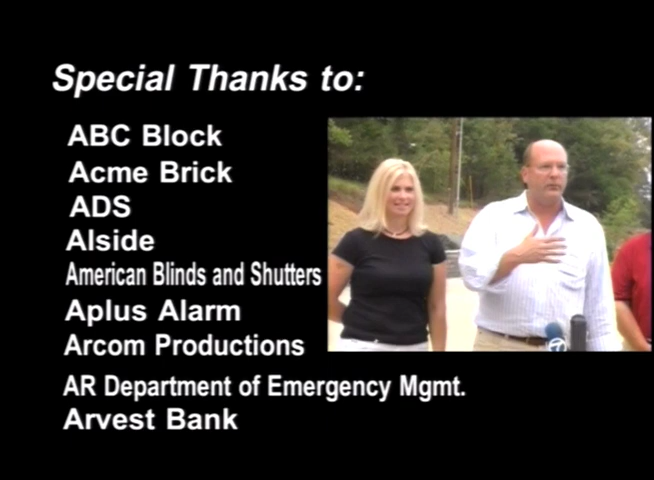 Special Thanks to:
ABC Block
Acme Brick
ADS
Alside
American Blinds and Shutters
Aplus Alarm
Arcom Productions
AR Department of Emergency Mgmt.
Arvest Bank
7